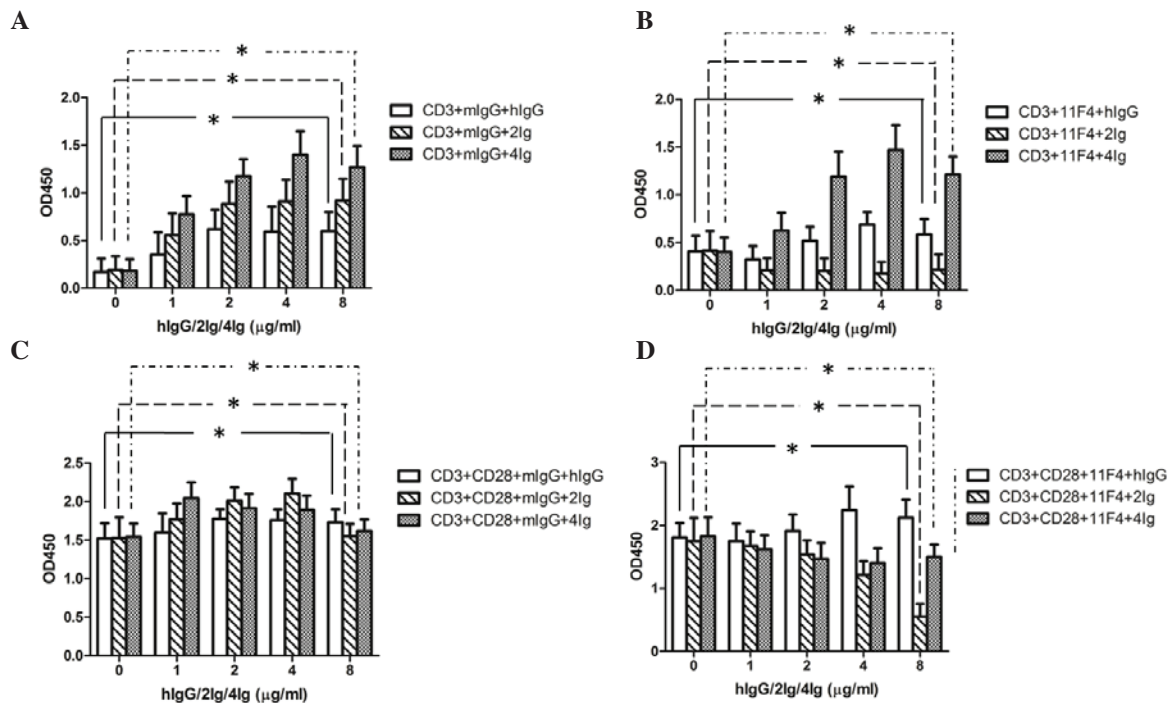 A
*
*
*
2.0
1.5
1.0
0.5
0.0
OD450
0 1 2 4 8
hIgG/2Ig/4Ig (μg/ml)
CD3+mIgG+hIgG
CD3+mIgG+2Ig
CD3+mIgG+4Ig
B
*
*
*
2.0
1.5
1.0
0.5
0.0
OD450
0 1 2 4 8
hIgG/2Ig/4Ig (μg/ml)
CD3+11F4+hIgG
CD3+11F4+2Ig
CD3+11F4+4Ig
C
*
*
*
2.5
2.0
1.5
1.0
0.5
0.0
OD450
0 1 2 4 8
hIgG/2Ig/4Ig (μg/ml)
CD3+CD28+mIgG+hIgG
CD3+CD28+mIgG+2Ig
CD3+CD28+mIgG+4Ig
D
*
*
*
3
2
1
0
OD450
0 1 2 4 8
hIgG/2Ig/4Ig (μg/ml)
CD3+CD28+11F4+hIgG
CD3+CD28+11F4+2Ig
CD3+CD28+11F4+4Ig